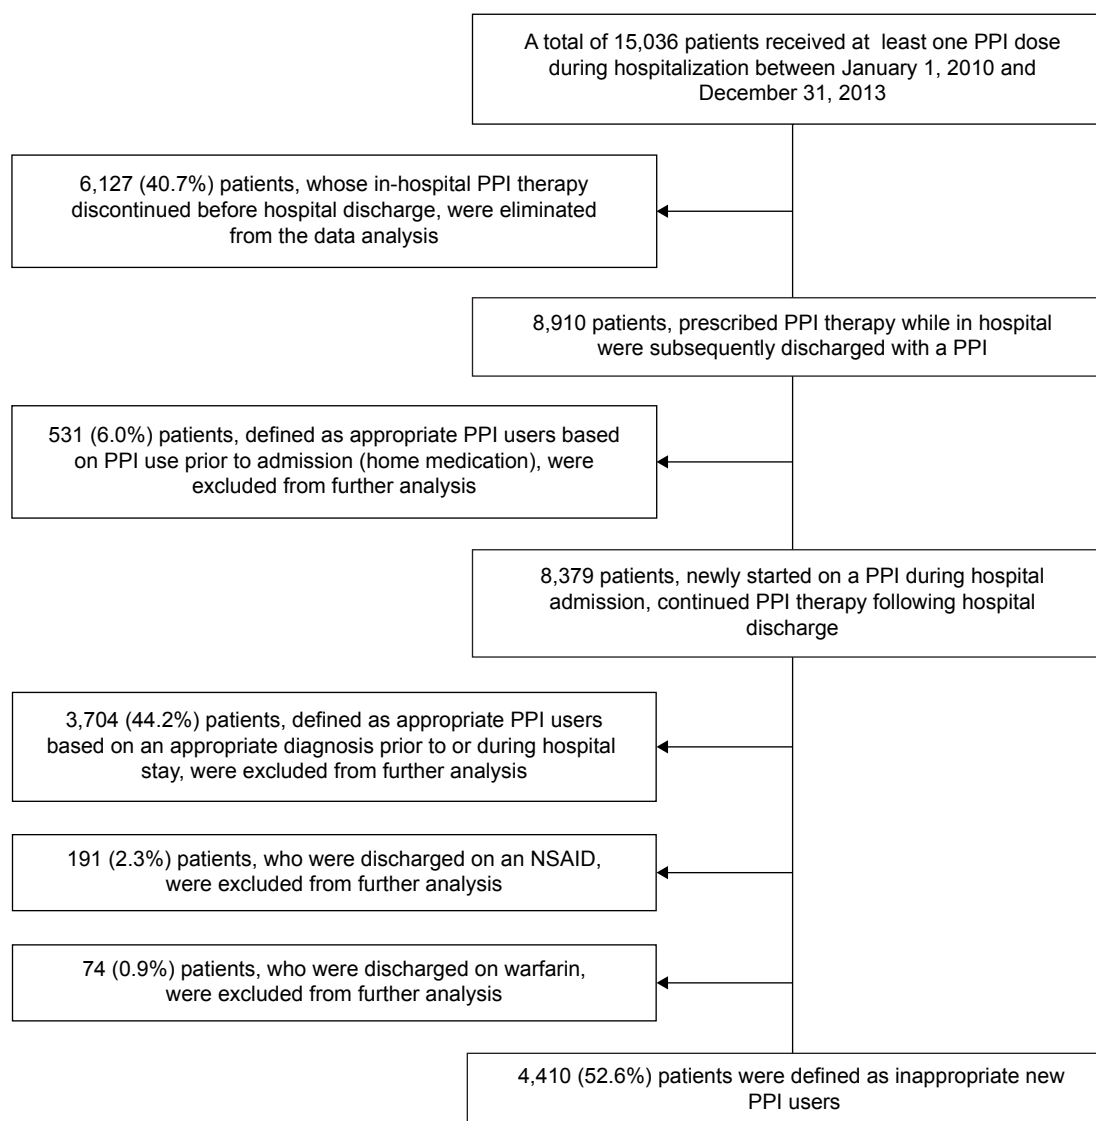 A total of 15,036 patients received at least one PPI dose
during hospitalization between January 1, 2010 and
December 31, 2013
6,127 (40.7%) patients, whose in-hospital PPI therapy
discontinued before hospital discharge, were eliminated
from the data analysis
8,910 patients, prescribed PPI therapy while in hospital
were subsequently discharged with a PPI
531 (6.0%) patients, defined as appropriate PPI users based
on PPI use prior to admission (home medication), were
excluded from further analysis
8,379 patients, newly started on a PPI during hospital
admission, continued PPI therapy following hospital
discharge
3,704 (44.2%) patients, defined as appropriate PPI users
based on an appropriate diagnosis prior to or during hospital
stay, were excluded from further analysis
191 (2.3%) patients, who were discharged on an NSAID,
were excluded from further analysis
74 (0.9%) patients, who were discharged on warfarin,
were excluded from further analysis
4,410 (52.6%) patients were defined as inappropriate new
PPI users